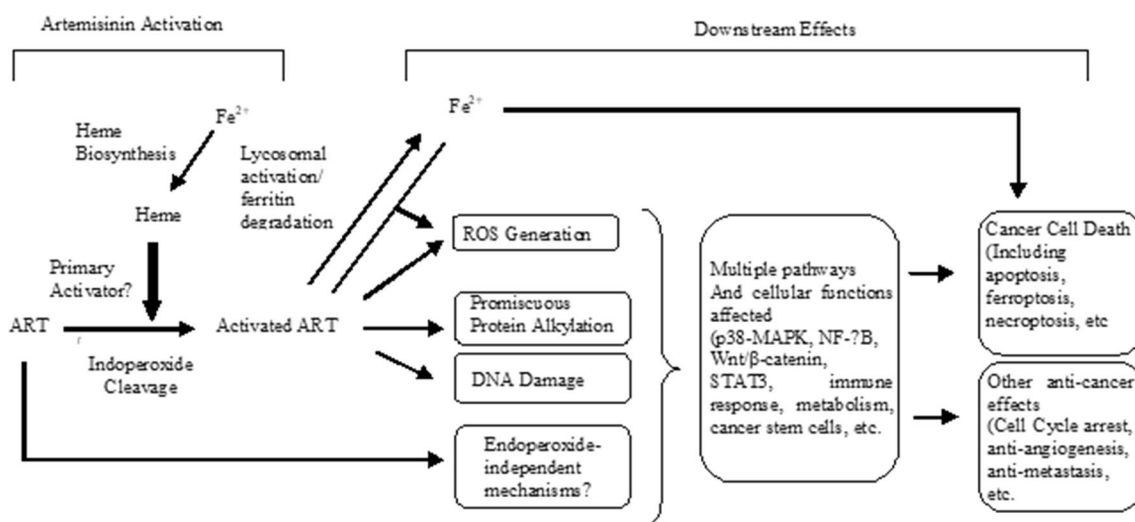 Artemisinin Activation
Downstream Effects
Fe²⁺
Heme
Biosynthesis
Lycosomal
activation/
ferritin
degradation
Heme
Primary
Activator?
ART
Activated ART
Indoperoxide
Cleavage
Fe²⁺
ROS Generation
Promiscuous
Protein Alkylation
DNA Damage
Endoperoxide-
independent
mechanisms?
Multiple pathways
And cellular functions
affected
(p38-MAPK, NF-?B,
Wnt/β-catenin,
STAT3, immune
response, metabolism,
cancer stem cells, etc.
Cancer Cell Death
(Including
apoptosis,
ferroptosis,
necroptosis, etc
Other anti-cancer
effects
(Cell Cycle arrest,
anti-angiogenesis,
anti-metastasis,
etc.